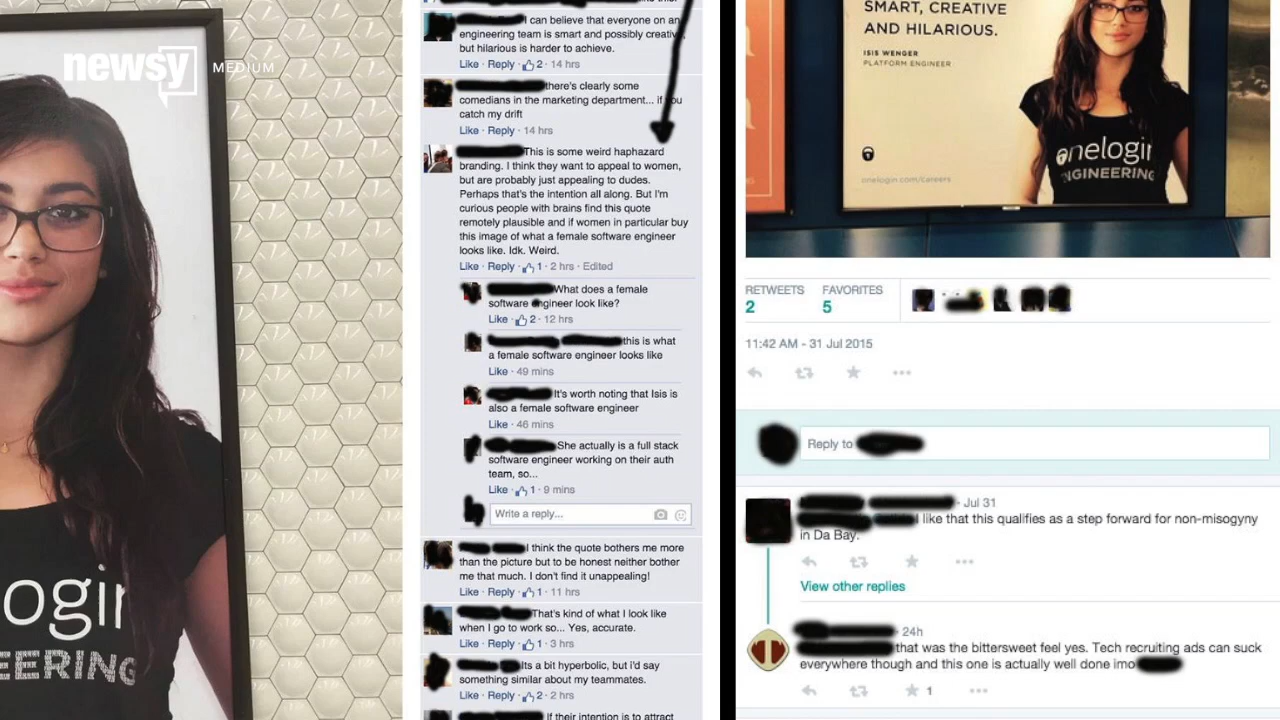 newsy MEDIUM
ogin
EERING
I can believe that everyone on an
engineering team is smart and possibly creative,
but hilarious is harder to achieve.
Like · Reply · 2 · 14 hrs
there's clearly some
comedians in the marketing department... if you
catch my drift
Like · Reply · 14 hrs
This is some weird haphazard
branding. I think they want to appeal to women,
but are probably just appealing to dudes.
Perhaps that's the intention all along. But I'm
curious people with brains find this quote
remotely plausible and if women in particular buy
this image of what a female software engineer
looks like. Idk. Weird.
Like · Reply · 1 · 2 hrs · Edited
What does a female
software engineer look like?
Like · 2 · 12 hrs
this is what
a female software engineer looks like
Like · 49 mins
It's worth noting that Isis is
also a female software engineer
Like · 46 mins
She actually is a full stack
software engineer working on their auth
team, so...
Like · 1 · 9 mins
Write a reply...
I think the quote bothers me more
than the picture but to be honest neither bother
me that much. I don't find it unappealing!
Like · Reply · 1 · 11 hrs
That's kind of what I look like
when I go to work so... Yes, accurate.
Like · Reply · 1 · 3 hrs
Its a bit hyperbolic, but i'd say
something similar about my teammates.
Like · Reply · 2 · 2 hrs
If their intention is to attract
SMART, CREATIVE
AND HILARIOUS.
ISIS WENGER
PLATFORM ENGINEER
onelogin
ENGINEERING
onelogin.com/careers
RETWEETS FAVORITES
2 5
11:42 AM - 31 Jul 2015
Reply to
· Jul 31
I like that this qualifies as a step forward for non-misogyny
in Da Bay.
View other replies
· 24h
that was the bittersweet feel yes. Tech recruiting ads can suck
everywhere though and this one is actually well done imo
1